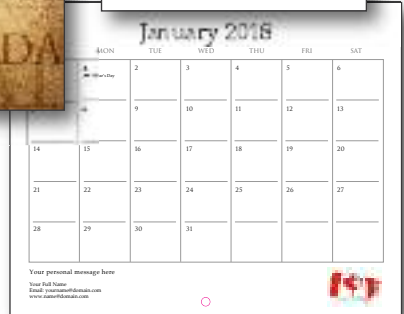 DA
January 2018
MON TUE WED THU FRI SAT
2 3 4 5 6
9 10 11 12 13
14 15 16 17 18 19 20
21 22 23 24 25 26 27
28 29 30 31
Your personal message here
Your Full Name
Email: yourname@domain.com
www.name@domain.com